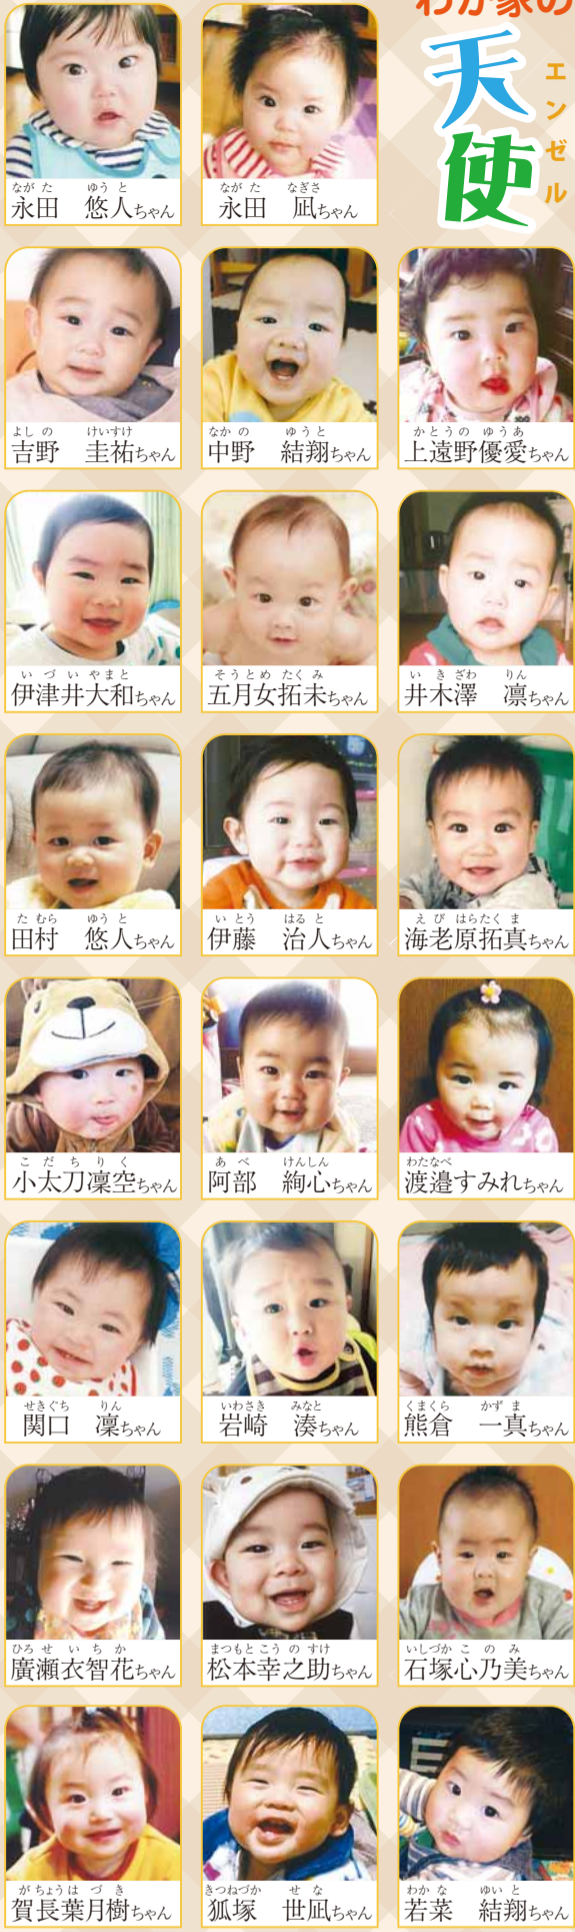 わが家の
天使
エンゼル
ながた ゆうと
永田 悠人ちゃん
ながた なぎさ
永田 凪ちゃん
よしの けいすけ
吉野 圭祐ちゃん
なかの ゆうと
中野 結翔ちゃん
かとうの ゆうあ
上遠野優愛ちゃん
いづい やまと
伊津井大和ちゃん
そうとめ たくみ
五月女拓未ちゃん
いきざわ りん
井木澤 凛ちゃん
たむら ゆうと
田村 悠人ちゃん
いとう はると
伊藤 治人ちゃん
えびはらたくま
海老原拓真ちゃん
こだちりく
小太刀凜空ちゃん
あべ けんしん
阿部 絢心ちゃん
わたなべ
渡邉すみれちゃん
せきぐち りん
関口 凜ちゃん
いわさき みなと
岩崎 湊ちゃん
くまくら かずま
熊倉 一真ちゃん
ひろせ いちか
廣瀬衣智花ちゃん
まつもとこうのすけ
松本幸之助ちゃん
いしづかこのみ
石塚心乃美ちゃん
がちょうはづき
賀長葉月樹ちゃん
きつねづか せな
狐塚 世凪ちゃん
わかな ゆいと
若菜 結翔ちゃん